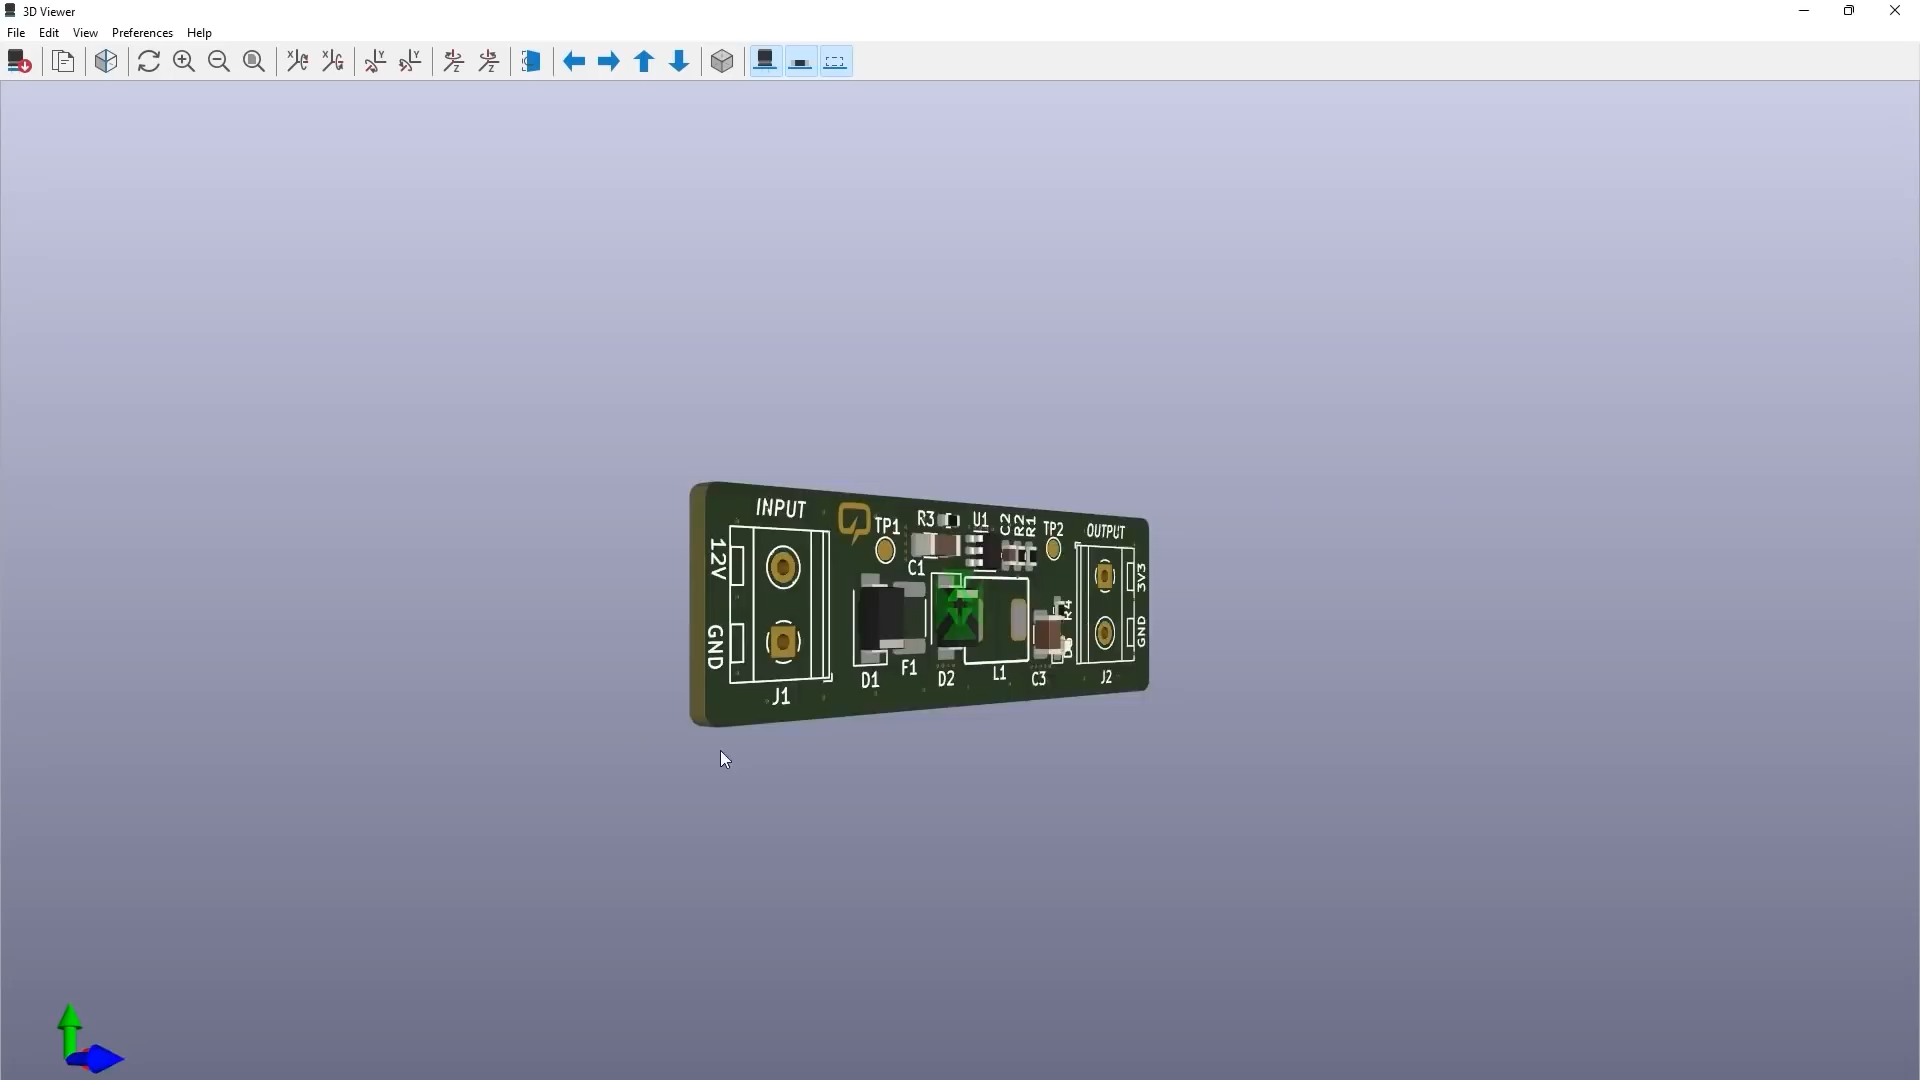 3D Viewer
File Edit View Preferences Help
INPUT
12V
GND
J1
TP1
R3
U1
C2
R2
R1
TP2
OUTPUT
C1
3V3
GND
R4
D1
F1
D2
L1
C3
J2